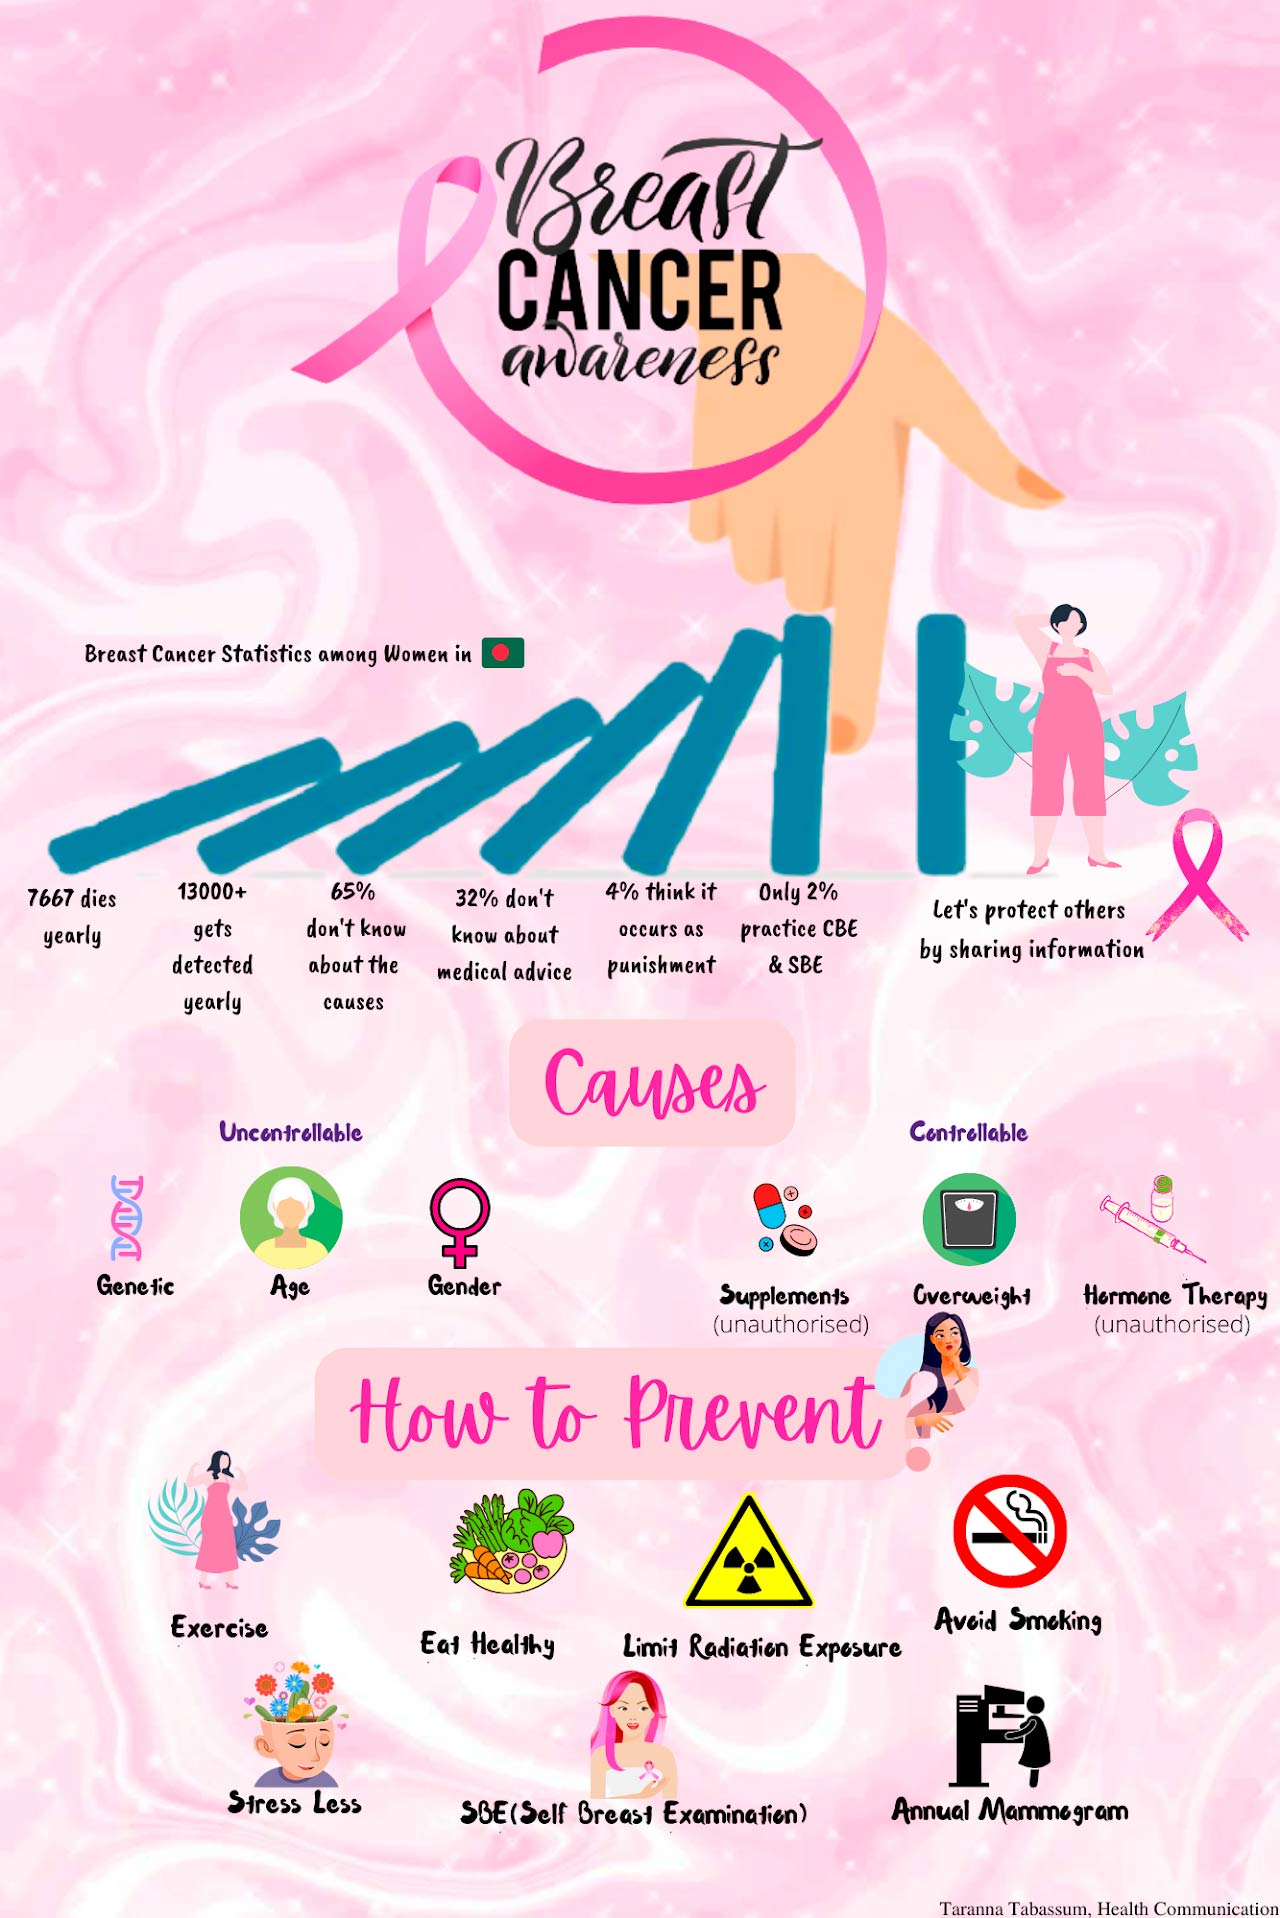 Breast
CANCER
awareness
Breast Cancer Statistics among Women in
7667 dies
yearly
13000+
gets
detected
yearly
65%
don't know
about the
causes
32% don't
know about
medical advice
4% think it
occurs as
punishment
Only 2%
practice CBE
& SBE
Let's protect others
by sharing information
Causes
Uncontrollable
Controllable
Genetic
Age
Gender
Supplements
(unauthorised)
Overweight
Hormone Therapy
(unauthorised)
How to Prevent
Exercise
Eat Healthy
Limit Radiation Exposure
Avoid Smoking
Stress Less
SBE(Self Breast Examination)
Annual Mammogram
Taranna Tabassum, Health Communication